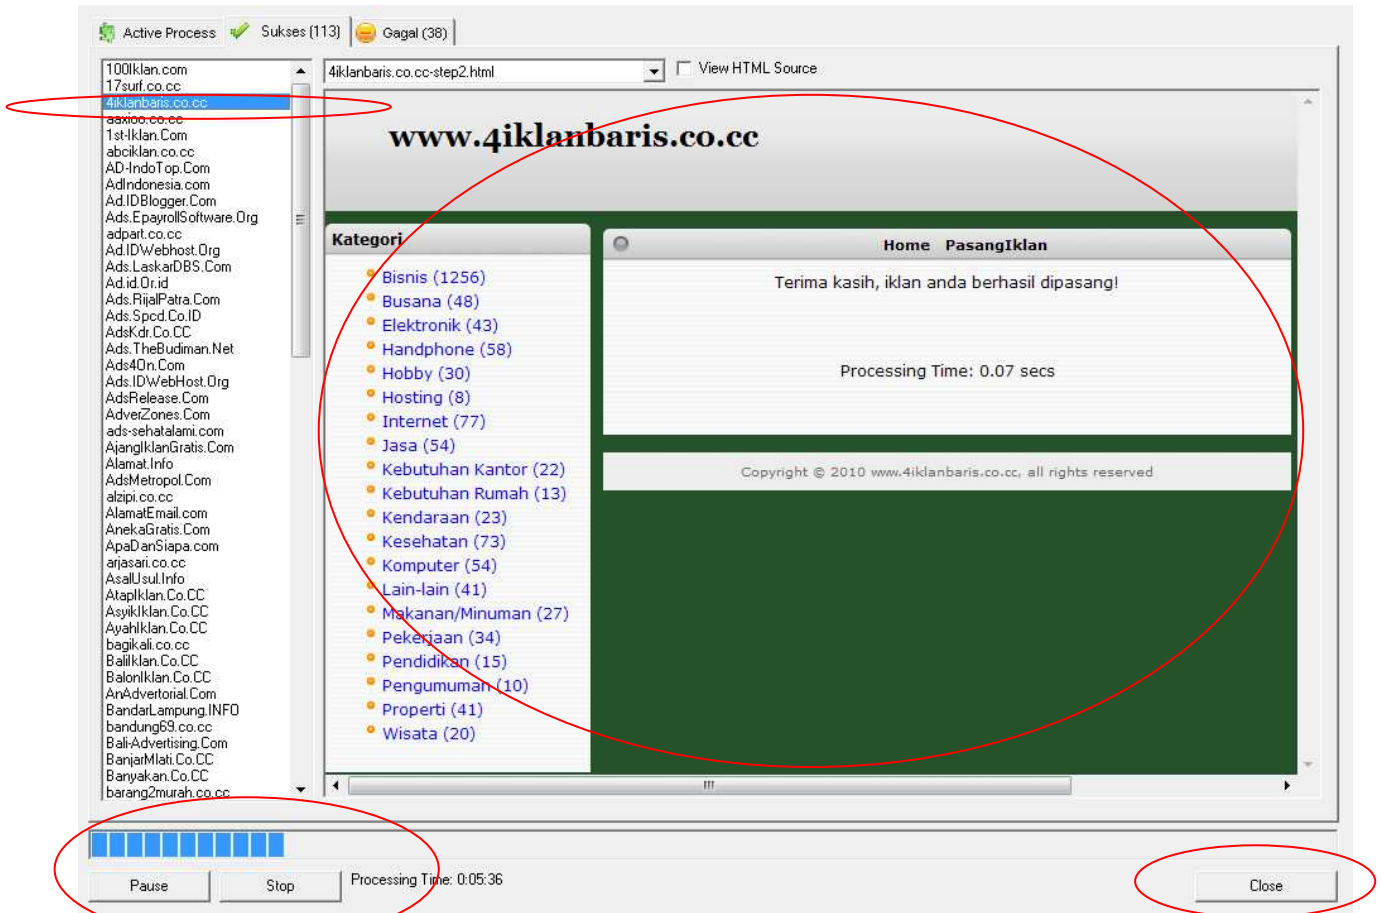 Active Process Sukses (113) Gagal (38)
4iklanbaris.co.cc-step2.html View HTML Source
100Iklan.com
17surf.co.cc
4iklanbaris.co.cc
aaxioo.co.cc
1st-Iklan.Com
abciklan.co.cc
AD-IndoTop.Com
AdIndonesia.com
Ad.IDBlogger.Com
Ads.EpayrollSoftware.Org
adpart.co.cc
Ad.IDWebhost.Org
Ads.LaskarDBS.Com
Ad.id.Or.id
Ads.RijalPatra.Com
Ads.Spcd.Co.ID
AdsKdr.Co.CC
Ads.TheBudiman.Net
Ads4On.Com
Ads.IDWebHost.Org
AdsRelease.Com
AdverZones.Com
ads-sehatalami.com
AjangIklanGratis.Com
Alamat.Info
AdsMetropol.Com
alzipi.co.cc
AlamatEmail.com
AnekaGratis.Com
ApaDanSiapa.com
arjasari.co.cc
AsalUsul.Info
AtapIklan.Co.CC
AsyikIklan.Co.CC
AyahIklan.Co.CC
bagikali.co.cc
BaliIklan.Co.CC
BalonIklan.Co.CC
AnAdvertorial.Com
BandarLampung.INFO
bandung69.co.cc
Bali-Advertising.Com
BanjarMlati.Co.CC
Banyakan.Co.CC
barang2murah.co.cc
www.4iklanbaris.co.cc
Kategori
Bisnis (1256)
Busana (48)
Elektronik (43)
Handphone (58)
Hobby (30)
Hosting (8)
Internet (77)
Jasa (54)
Kebutuhan Kantor (22)
Kebutuhan Rumah (13)
Kendaraan (23)
Kesehatan (73)
Komputer (54)
Lain-lain (41)
Makanan/Minuman (27)
Pekerjaan (34)
Pendidikan (15)
Pengumuman (10)
Properti (41)
Wisata (20)
Home PasangIklan
Terima kasih, iklan anda berhasil dipasang!
Processing Time: 0.07 secs
Copyright © 2010 www.4iklanbaris.co.cc, all rights reserved
Pause Stop Processing Time: 0:05:36 Close